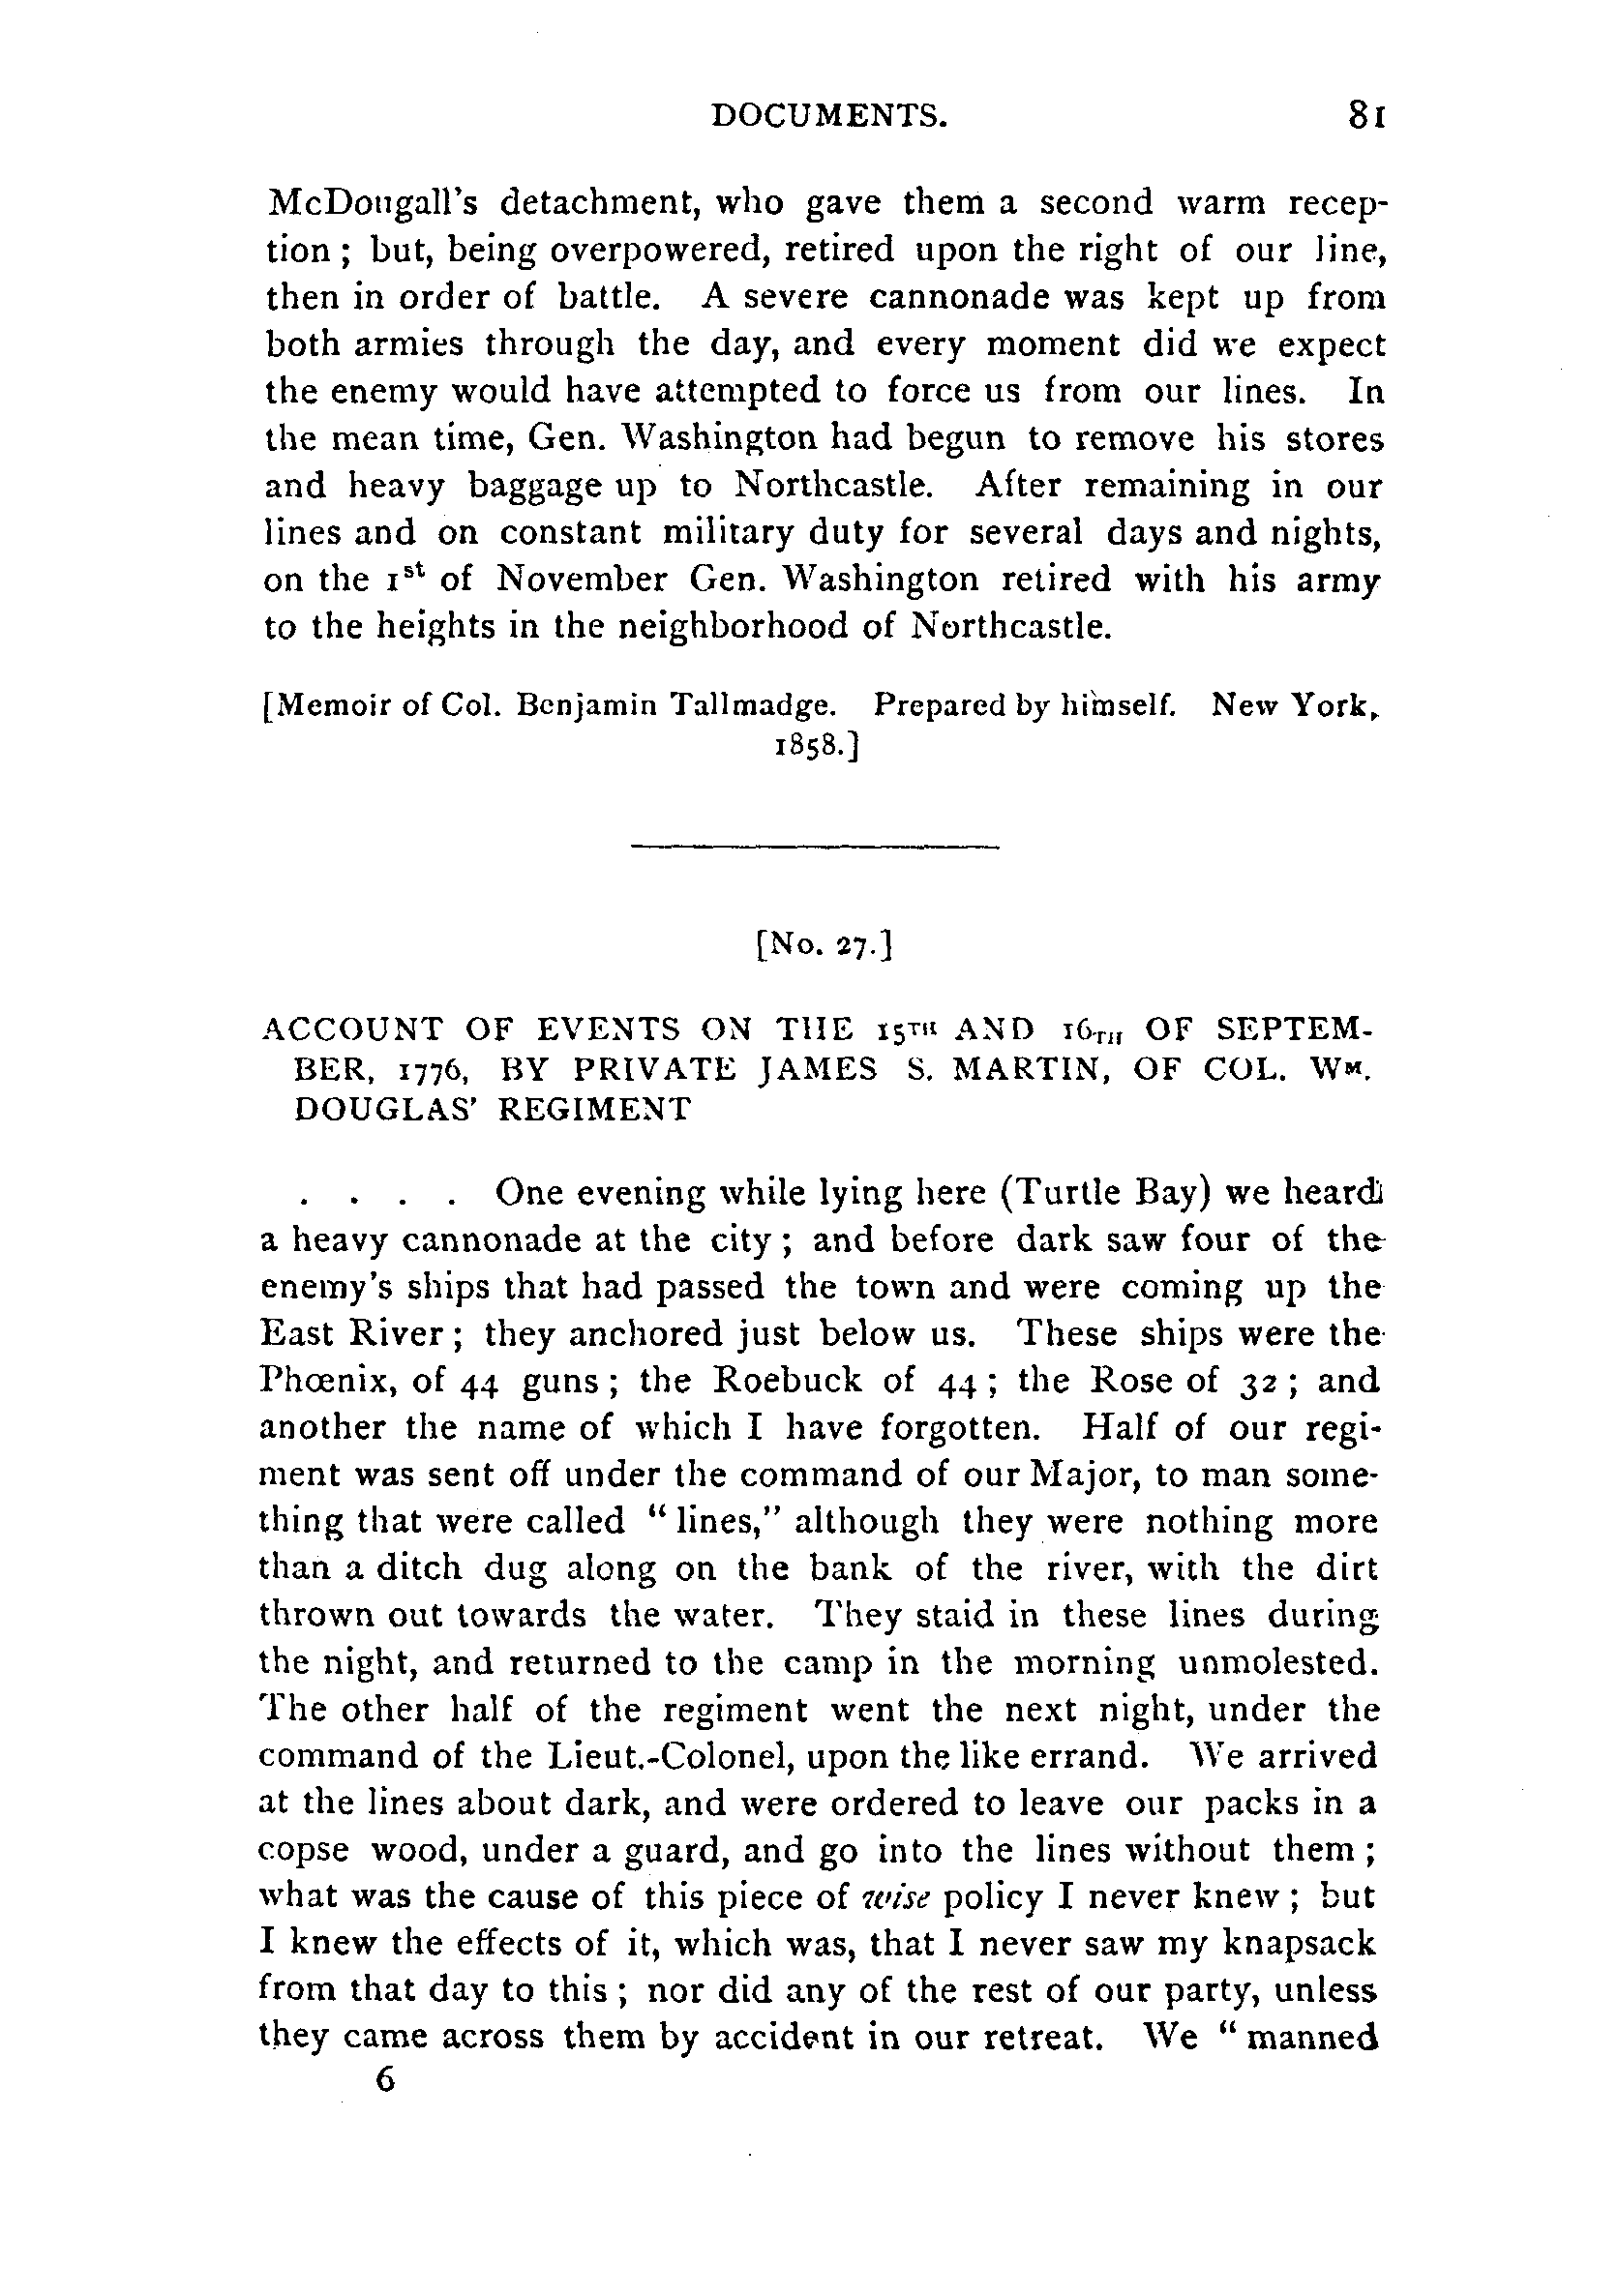 DOCUMENTS. 81
McDougall's detachment, who gave them a second warm recep-
tion; but, being overpowered, retired upon the right of our line,
then in order of battle. A severe cannonade was kept up from
both armies through the day, and every moment did we expect
the enemy would have attempted to force us from our lines. In
the mean time, Gen. Washington had begun to remove his stores
and heavy baggage up to Northcastle. After remaining in our
lines and on constant military duty for several days and nights,
on the 1st of November Gen. Washington retired with his army
to the heights in the neighborhood of Northcastle.
[Memoir of Col. Benjamin Tallmadge. Prepared by himself. New York,
1858.]
[No. 27.]
ACCOUNT OF EVENTS ON THE 15TH AND 16TH OF SEPTEM-
BER, 1776, BY PRIVATE JAMES S. MARTIN, OF COL. WM.
DOUGLAS' REGIMENT
. . . . One evening while lying here (Turtle Bay) we heard
a heavy cannonade at the city; and before dark saw four of the
enemy's ships that had passed the town and were coming up the
East River; they anchored just below us. These ships were the
Phœnix, of 44 guns; the Roebuck of 44; the Rose of 32; and
another the name of which I have forgotten. Half of our regi-
ment was sent off under the command of our Major, to man some-
thing that were called "lines," although they were nothing more
than a ditch dug along on the bank of the river, with the dirt
thrown out towards the water. They staid in these lines during
the night, and returned to the camp in the morning unmolested.
The other half of the regiment went the next night, under the
command of the Lieut.-Colonel, upon the like errand. We arrived
at the lines about dark, and were ordered to leave our packs in a
copse wood, under a guard, and go into the lines without them;
what was the cause of this piece of wise policy I never knew; but
I knew the effects of it, which was, that I never saw my knapsack
from that day to this; nor did any of the rest of our party, unless
they came across them by accident in our retreat. We "manned
6